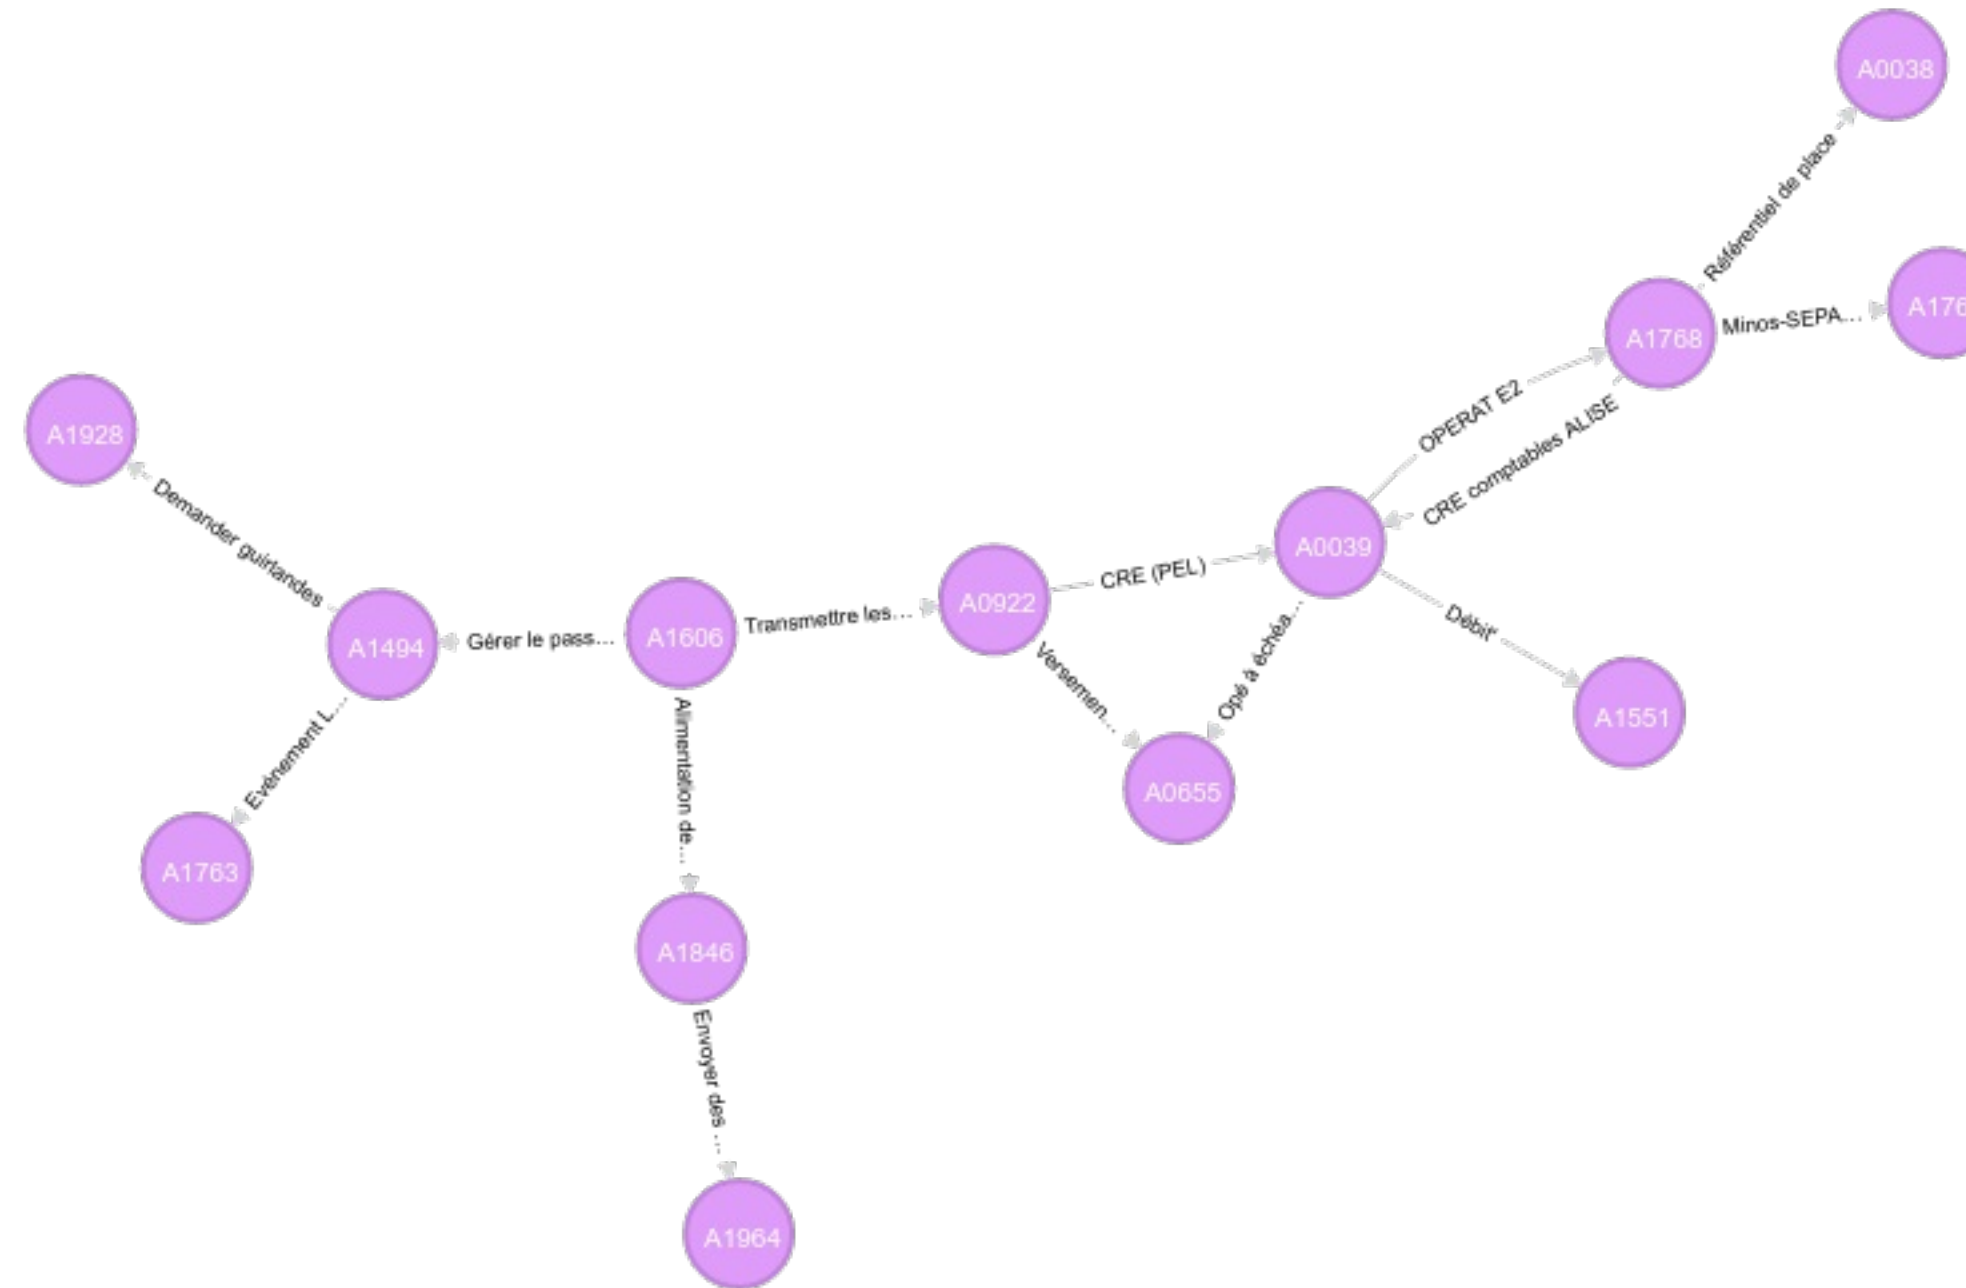 A0038
Référentiel de place
A1768
Minos-SEPA...
A176
OPERAT E2
CRE comptables ALISE
A1928
Demander guirlandes
A0039
CRE (PEL)
A0922
Transmettre les...
A1606
Gérer le pass...
A1494
Versemen...
Opé à échéa...
Débit'
A1551
Evénement L...
Alimentation de...
A0655
A1763
A1846
Envoyer des ...
A1964